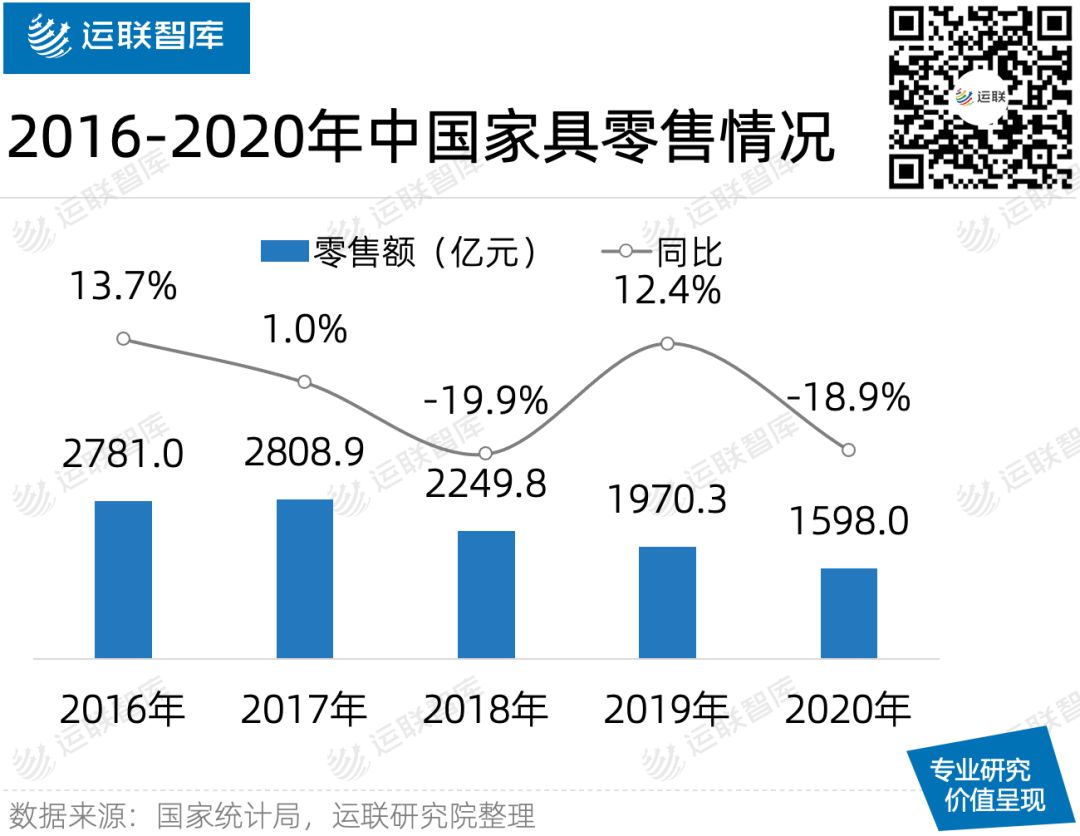 运联智库
运联
2016-2020年中国家具零售情况
零售额（亿元） 同比
13.7% 1.0% -19.9% 12.4% -18.9%
2781.0 2808.9 2249.8 1970.3 1598.0
2016年 2017年 2018年 2019年 2020年
专业研究
价值呈现
数据来源：国家统计局，运联研究院整理